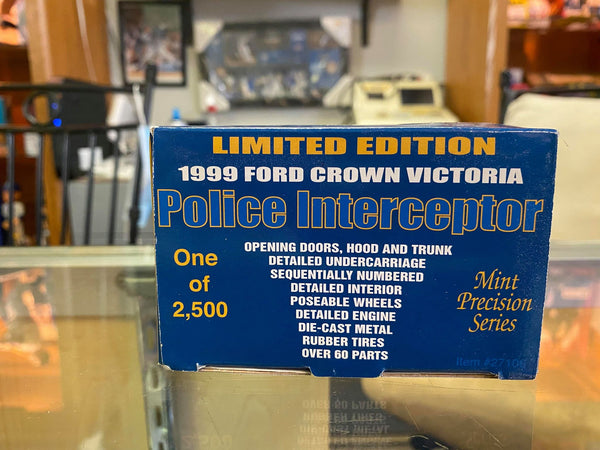 LIMITED EDITION
1999 FORD CROWN VICTORIA
Police Interceptor
One
of
2,500
OPENING DOORS, HOOD AND TRUNK
DETAILED UNDERCARRIAGE
SEQUENTIALLY NUMBERED
DETAILED INTERIOR
POSEABLE WHEELS
DETAILED ENGINE
DIE-CAST METAL
RUBBER TIRES
OVER 60 PARTS
Mint
Precision
Series
Item